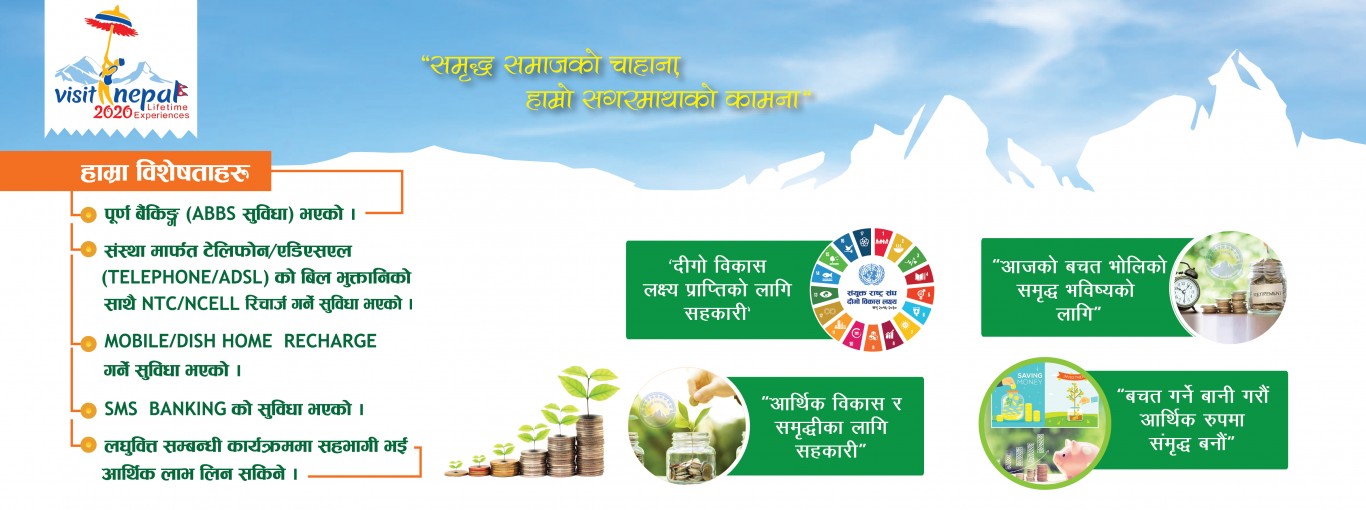 visit nepal
2020 Lifetime
Experiences
“समृद्ध समाजको चाहाना,
हाम्रो सगरमाथाको कामना”
हाम्रा विशेषताहरु
पूर्ण बैंकिङ्ग (ABBS सुविधा) भएको ।
संस्था मार्फत टेलिफोन/एडिएसएल
(TELEPHONE/ADSL) को बिल भुक्तानिको
साथै NTC/NCELL रिचार्ज गर्ने सुविधा भएको ।
MOBILE/DISH HOME RECHARGE
गर्ने सुविधा भएको ।
SMS BANKING को सुविधा भएको ।
लघुवित्त सम्बन्धी कार्यक्रममा सहभागी भई
आर्थिक लाभ लिन सकिने ।
‘दीगो विकास
लक्ष्य प्राप्तिको लागि
सहकारी‘
संयुक्त राष्ट्र संघ
दीगो विकास लक्ष्यहरू
”आजको बचत भोलिको
समृद्ध भविष्यको
लागि”
RETIREMENT
”आर्थिक विकास र
समृद्धीका लागि
सहकारी”
SAVING
MONEY
”बचत गर्ने बानी गरौं
आर्थिक रुपमा
संमृद्ध बनौं”